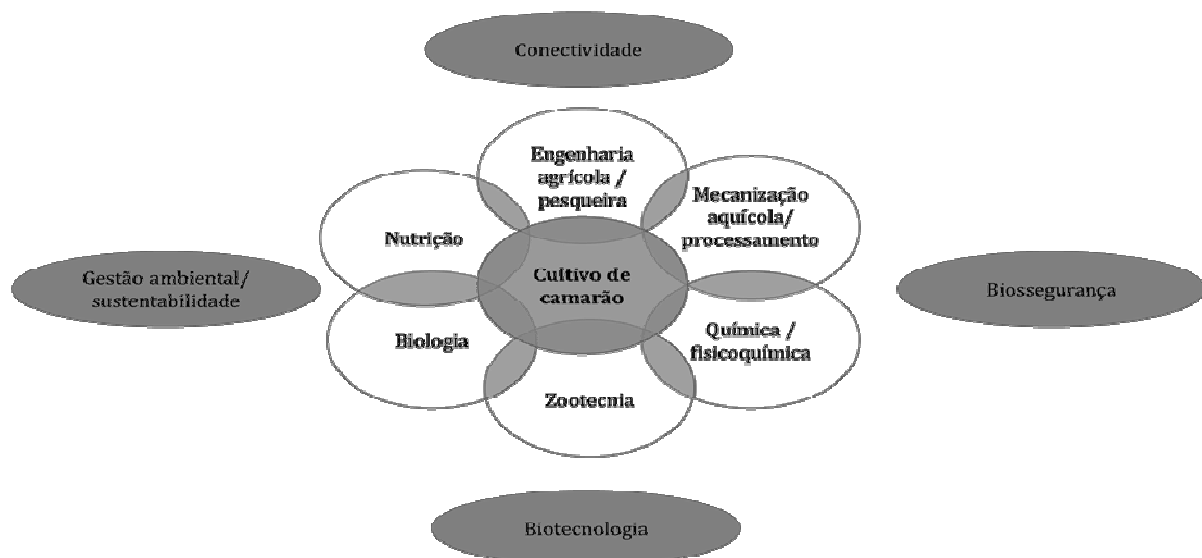 Conectividade
Engenharia
agrícola /
pesqueira
Mecanização
aquícola/
processamento
Nutrição
Cultivo de
camarão
Gestão ambiental/
sustentabilidade
Biossegurança
Biologia
Química /
fisicoquímica
Zootecnia
Biotecnologia